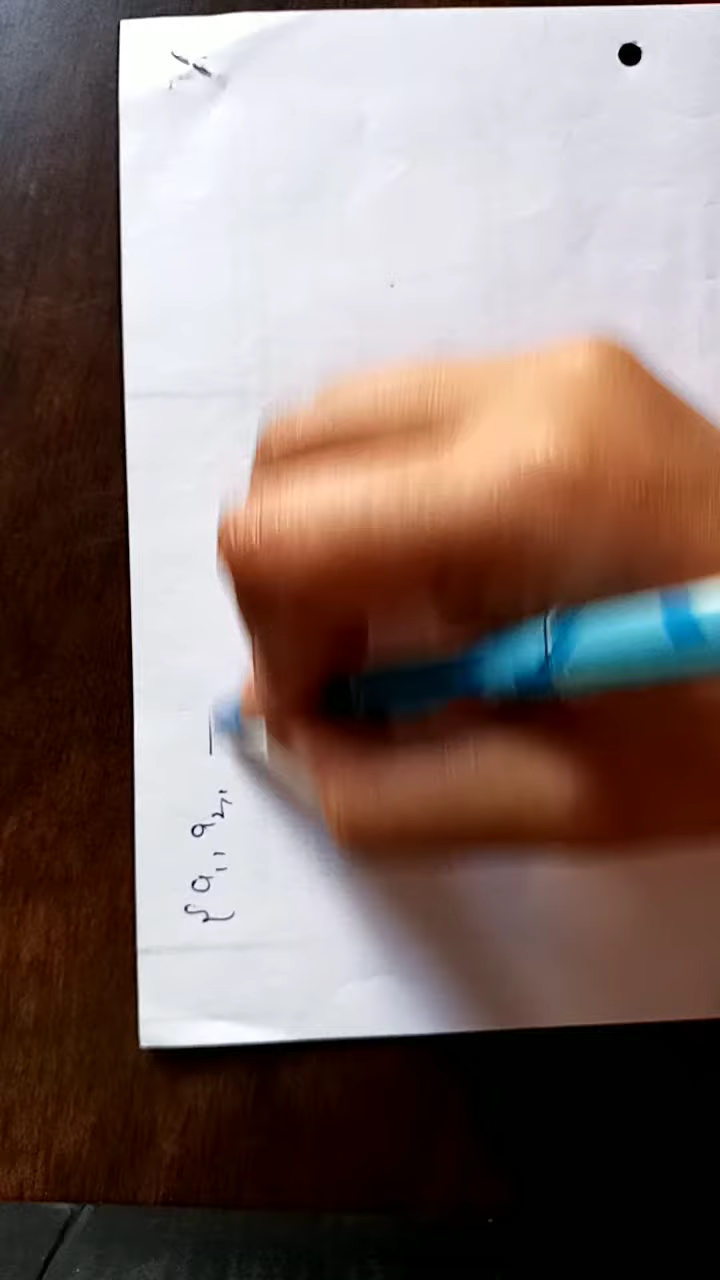 {a₁, a₂, —